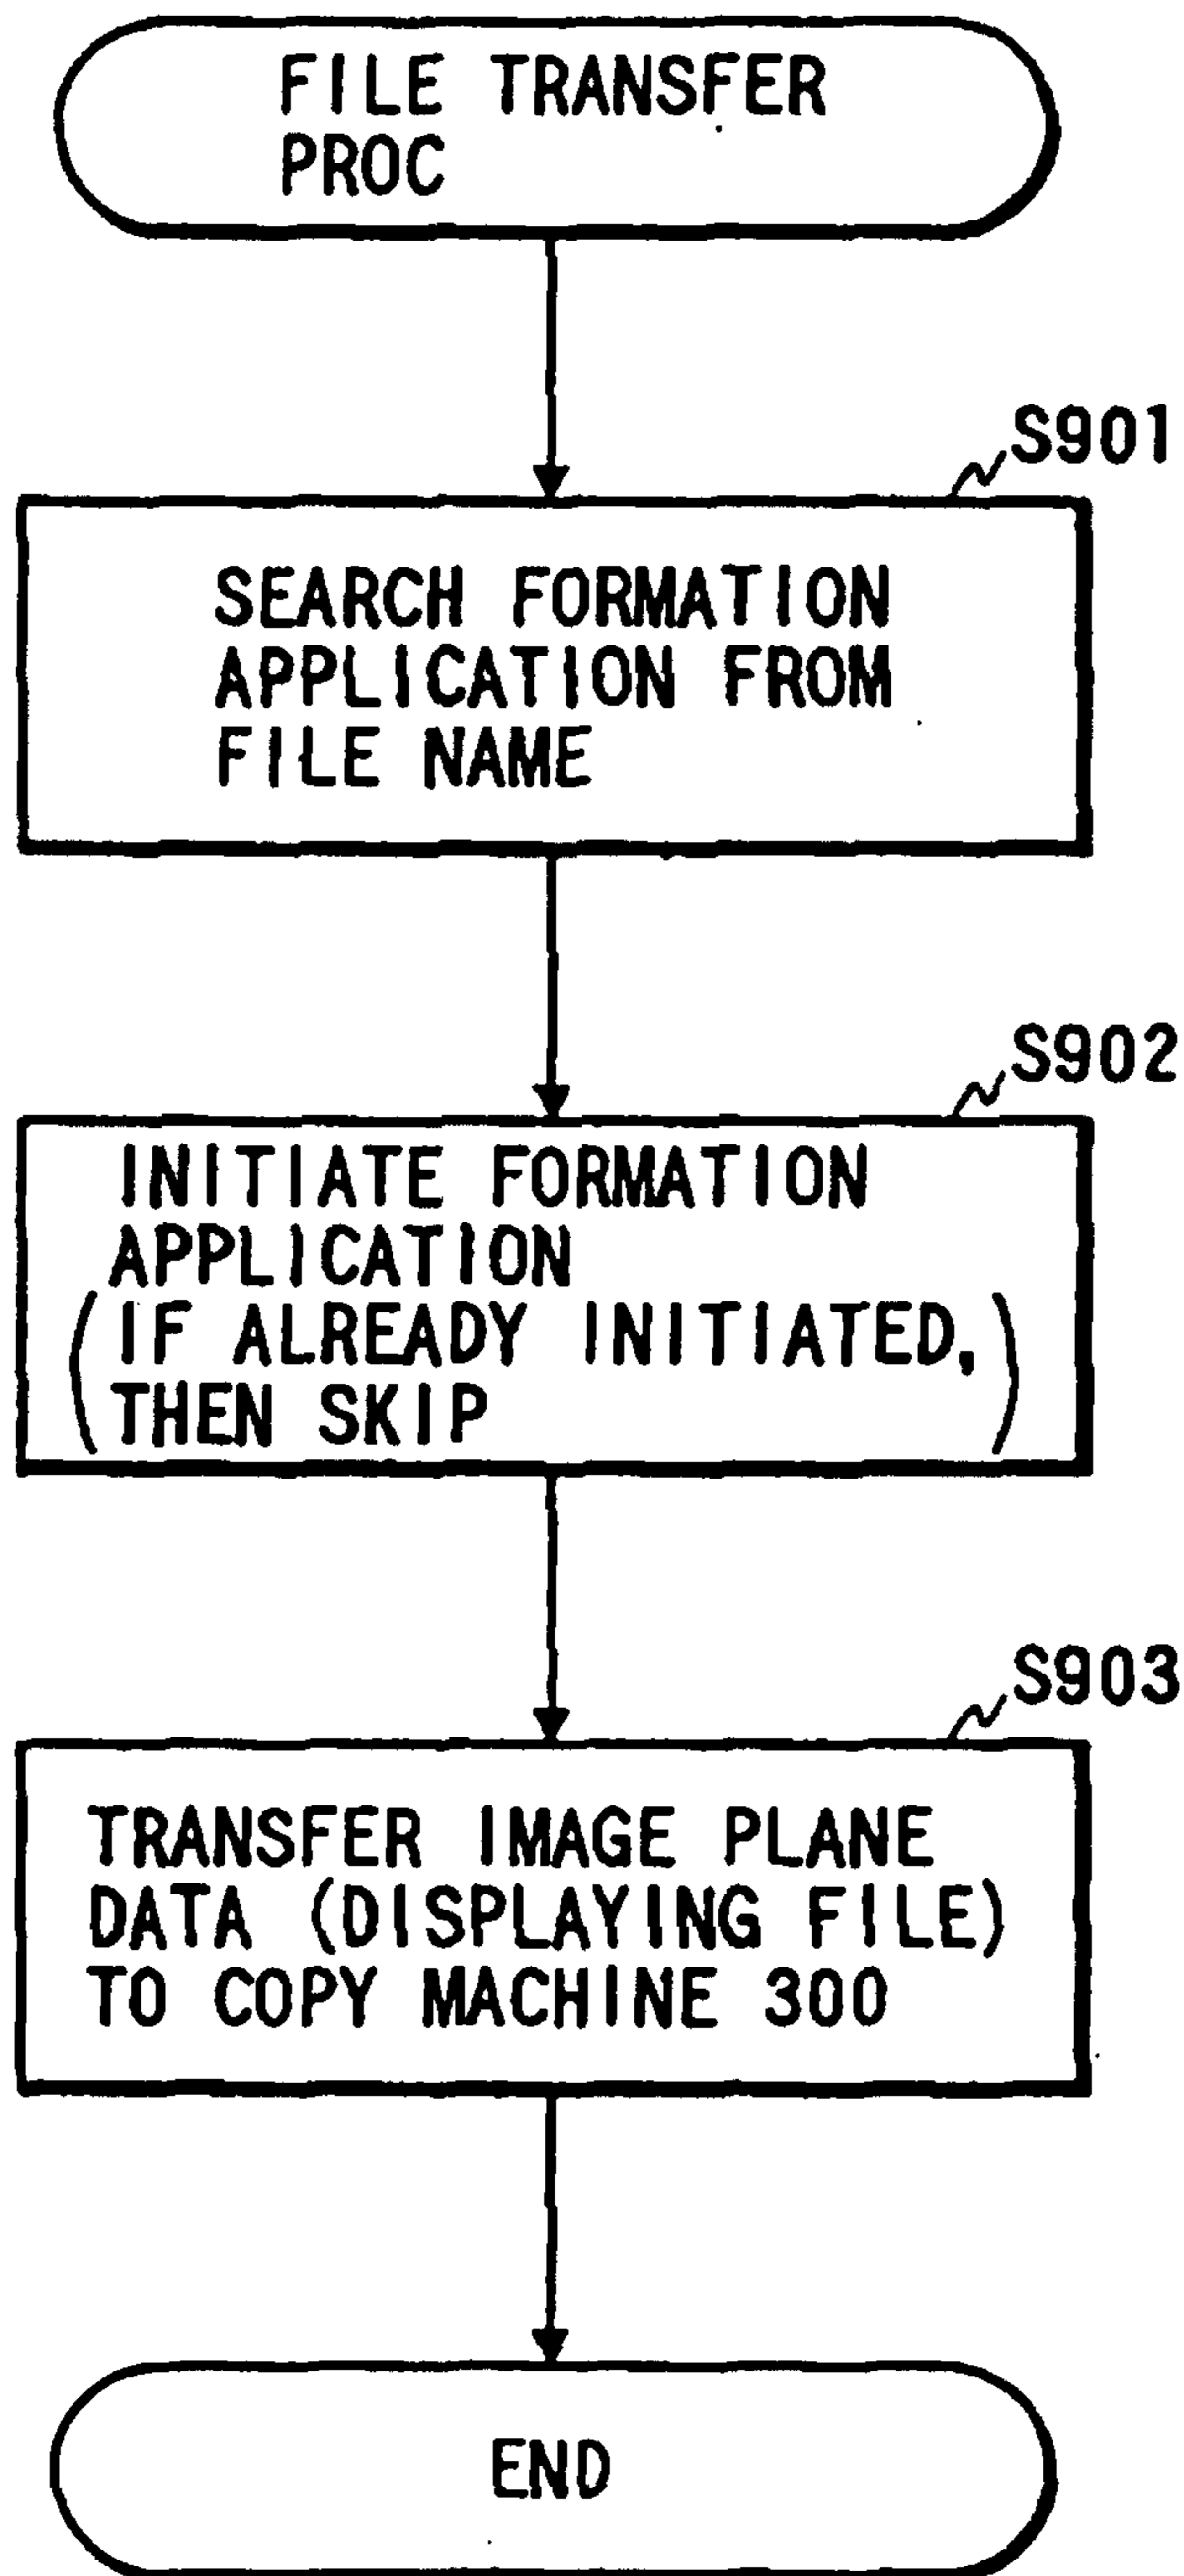 FILE TRANSFER
PROC
S901
SEARCH FORMATION
APPLICATION FROM
FILE NAME
S902
INITIATE FORMATION
APPLICATION
(IF ALREADY INITIATED,
THEN SKIP)
S903
TRANSFER IMAGE PLANE
DATA (DISPLAYING FILE)
TO COPY MACHINE 300
END